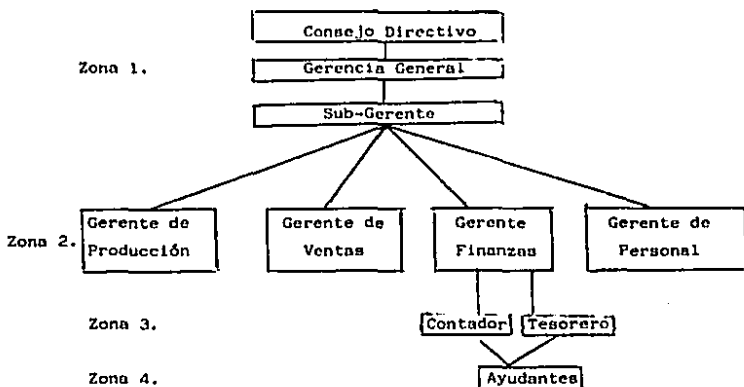 Consejo Directivo
Zona 1.
Gerencia General
Sub-Gerente
Gerente de Gerente de Gerente Gerente de
Zona 2.
Producción Ventas Finanzas Personal
Zona 3.
Contador Tesorero
Zona 4.
Ayudantes